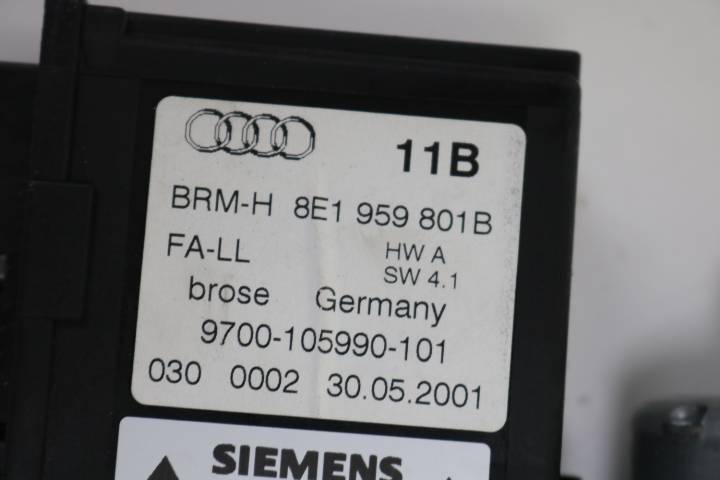 11B
BRM-H 8E1 959 801B
FA-LL HW A
SW 4.1
brose Germany
9700-105990-101
030 0002 30.05.2001
SIEMENS